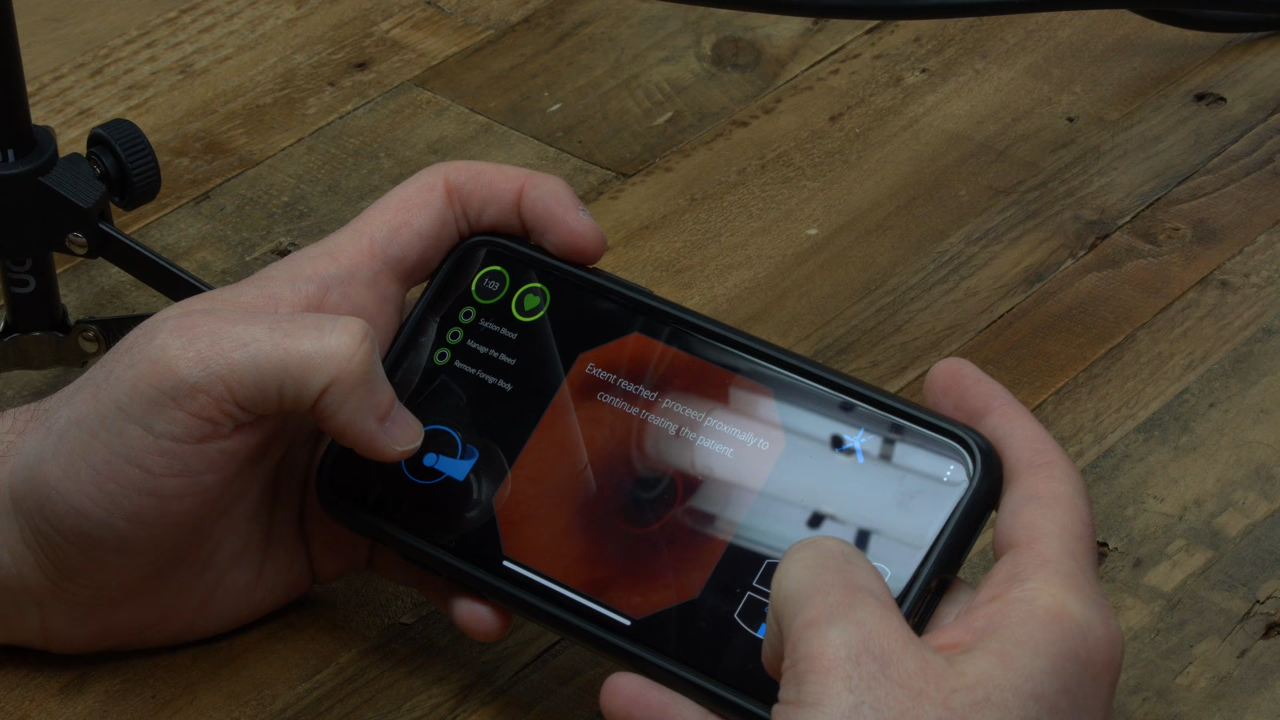 1:03
Suction Blood
Manage the Bleed
Remove Foreign Body
Extent reached - proceed proximally to
continue treating the patient.